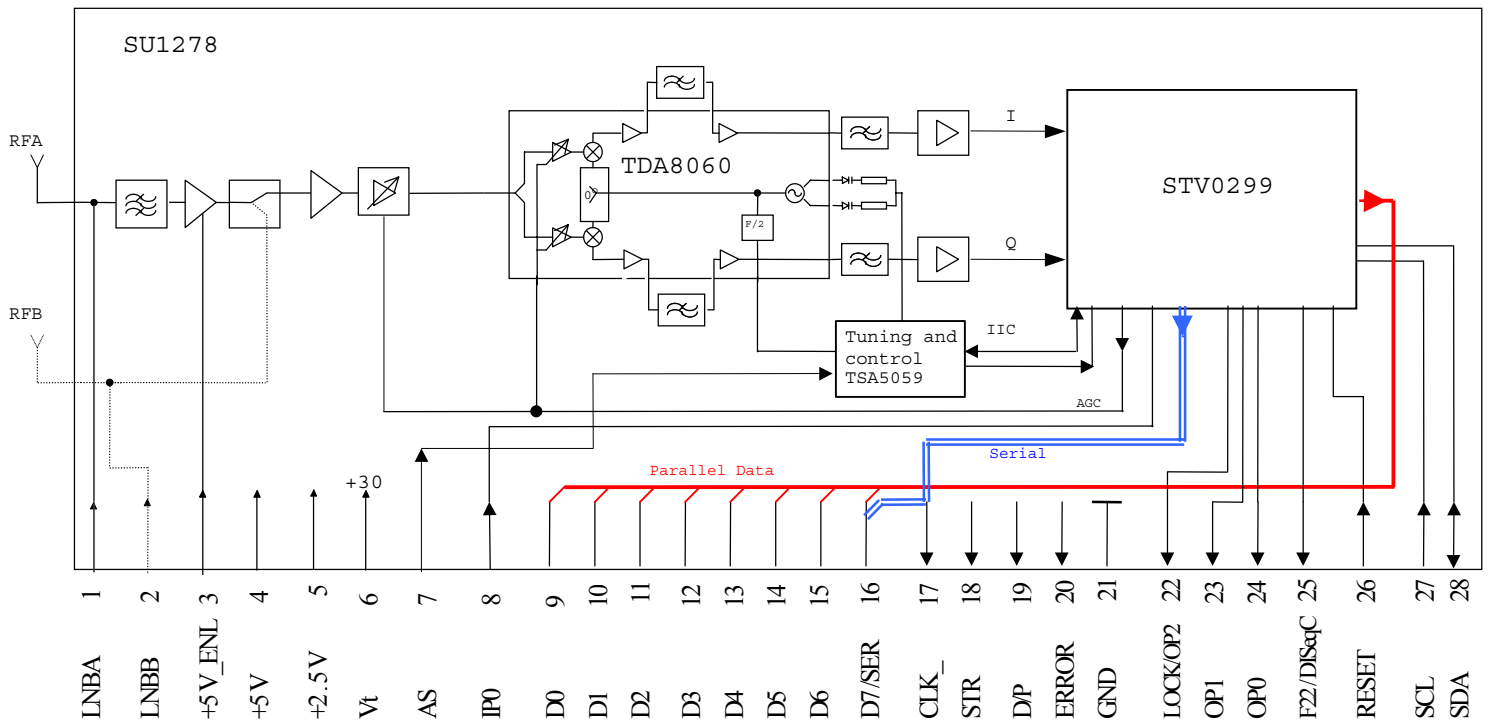 SU1278
RFA
RFB
TDA8060
0°
F/2
I
Q
STV0299
Tuning and
control
TSA5059
IIC
AGC
Serial
Parallel Data
+30
1
2
3
4
5
6
7
8
9
10
11
12
13
14
15
16
17
18
19
20
21
22
23
24
25
26
27
28
LNBA
LNBB
+5V_ENL
+5V
+2.5V
Vt
AS
IP0
D0
D1
D2
D3
D4
D5
D6
D7/SER
CLK_
STR
D/P
ERROR
GND
LOCK/OP2
OP1
OP0
F22/DISeqC
RESET
SCL
SDA